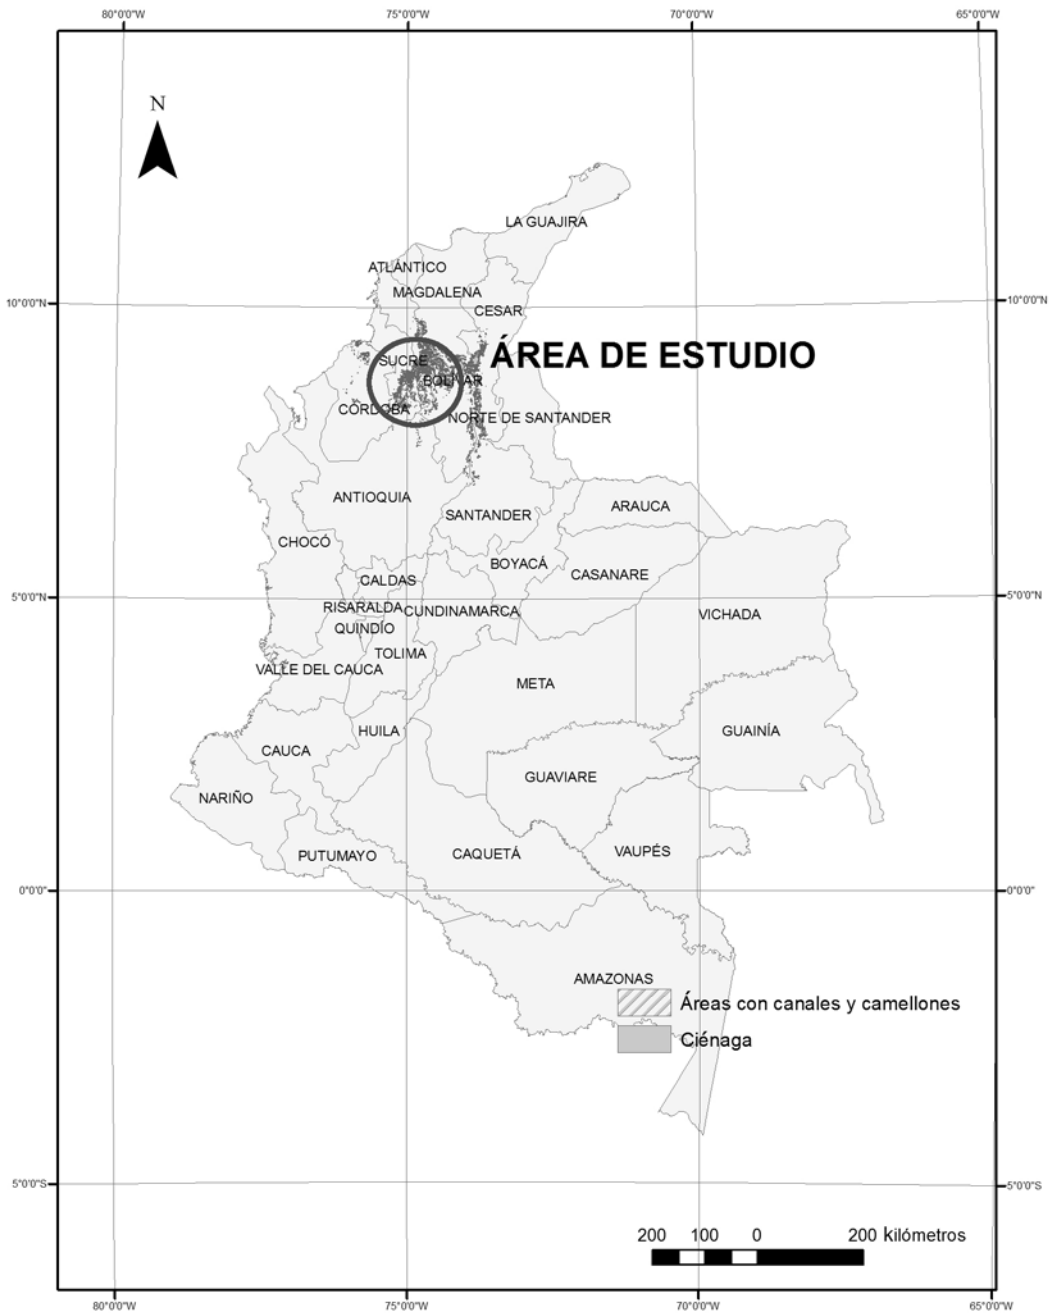 80°0'0"W 75°0'0"W 70°0'0"W 65°0'0"W
N
LA GUAJIRA
ATLÁNTICO
MAGDALENA
10°0'0"N 10°0'0"N
CESAR
ÁREA DE ESTUDIO
SUCRE
BOLÍVAR
CÓRDOBA
NORTE DE SANTANDER
ANTIOQUIA
ARAUCA
SANTANDER
CHOCÓ
BOYACÁ
CASANARE
CALDAS
5°0'0"N 5°0'0"N
RISARALDA CUNDINAMARCA
VICHADA
QUINDÍO
TOLIMA
VALLE DEL CAUCA
META
HUILA
GUAINÍA
CAUCA
GUAVIARE
NARIÑO
PUTUMAYO
CAQUETÁ
VAUPÉS
0°0'0" 0°0'0"
AMAZONAS
Áreas con canales y camellones
Ciénaga
5°0'0"S 5°0'0"S
200 100 0 200 kilómetros
80°0'0"W 75°0'0"W 70°0'0"W 65°0'0"W